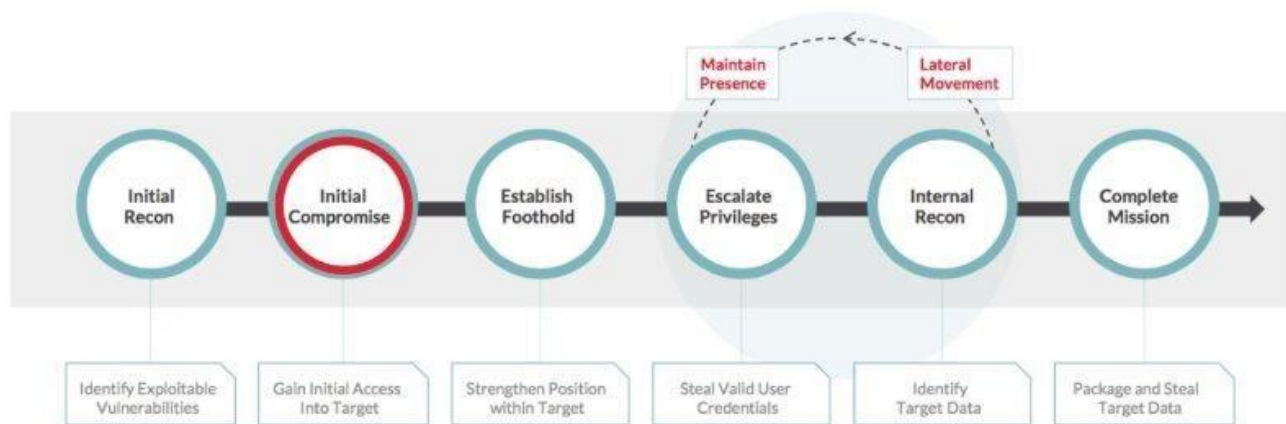 Maintain
Presence
Lateral
Movement
Initial
Recon
Initial
Compromise
Establish
Foothold
Escalate
Privileges
Internal
Recon
Complete
Mission
Identify Exploitable
Vulnerabilities
Gain Initial Access
Into Target
Strengthen Position
within Target
Steal Valid User
Credentials
Identify
Target Data
Package and Steal
Target Data